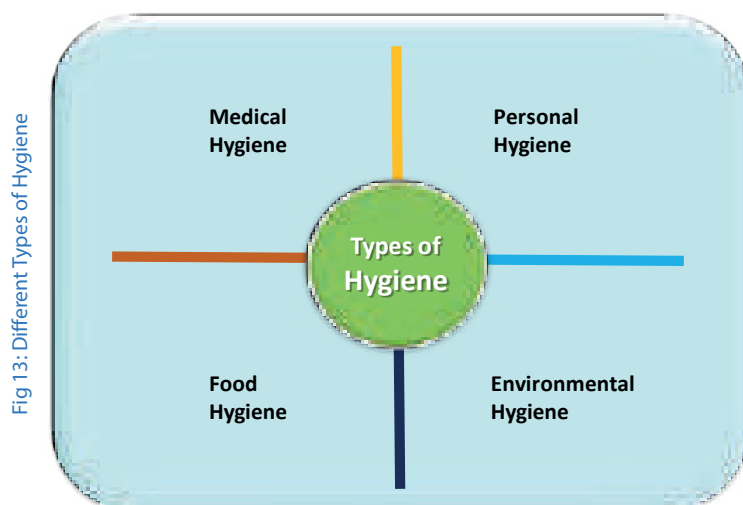 Fig 13: Different Types of Hygiene
Medical
Hygiene
Personal
Hygiene
Types of
Hygiene
Food
Hygiene
Environmental
Hygiene